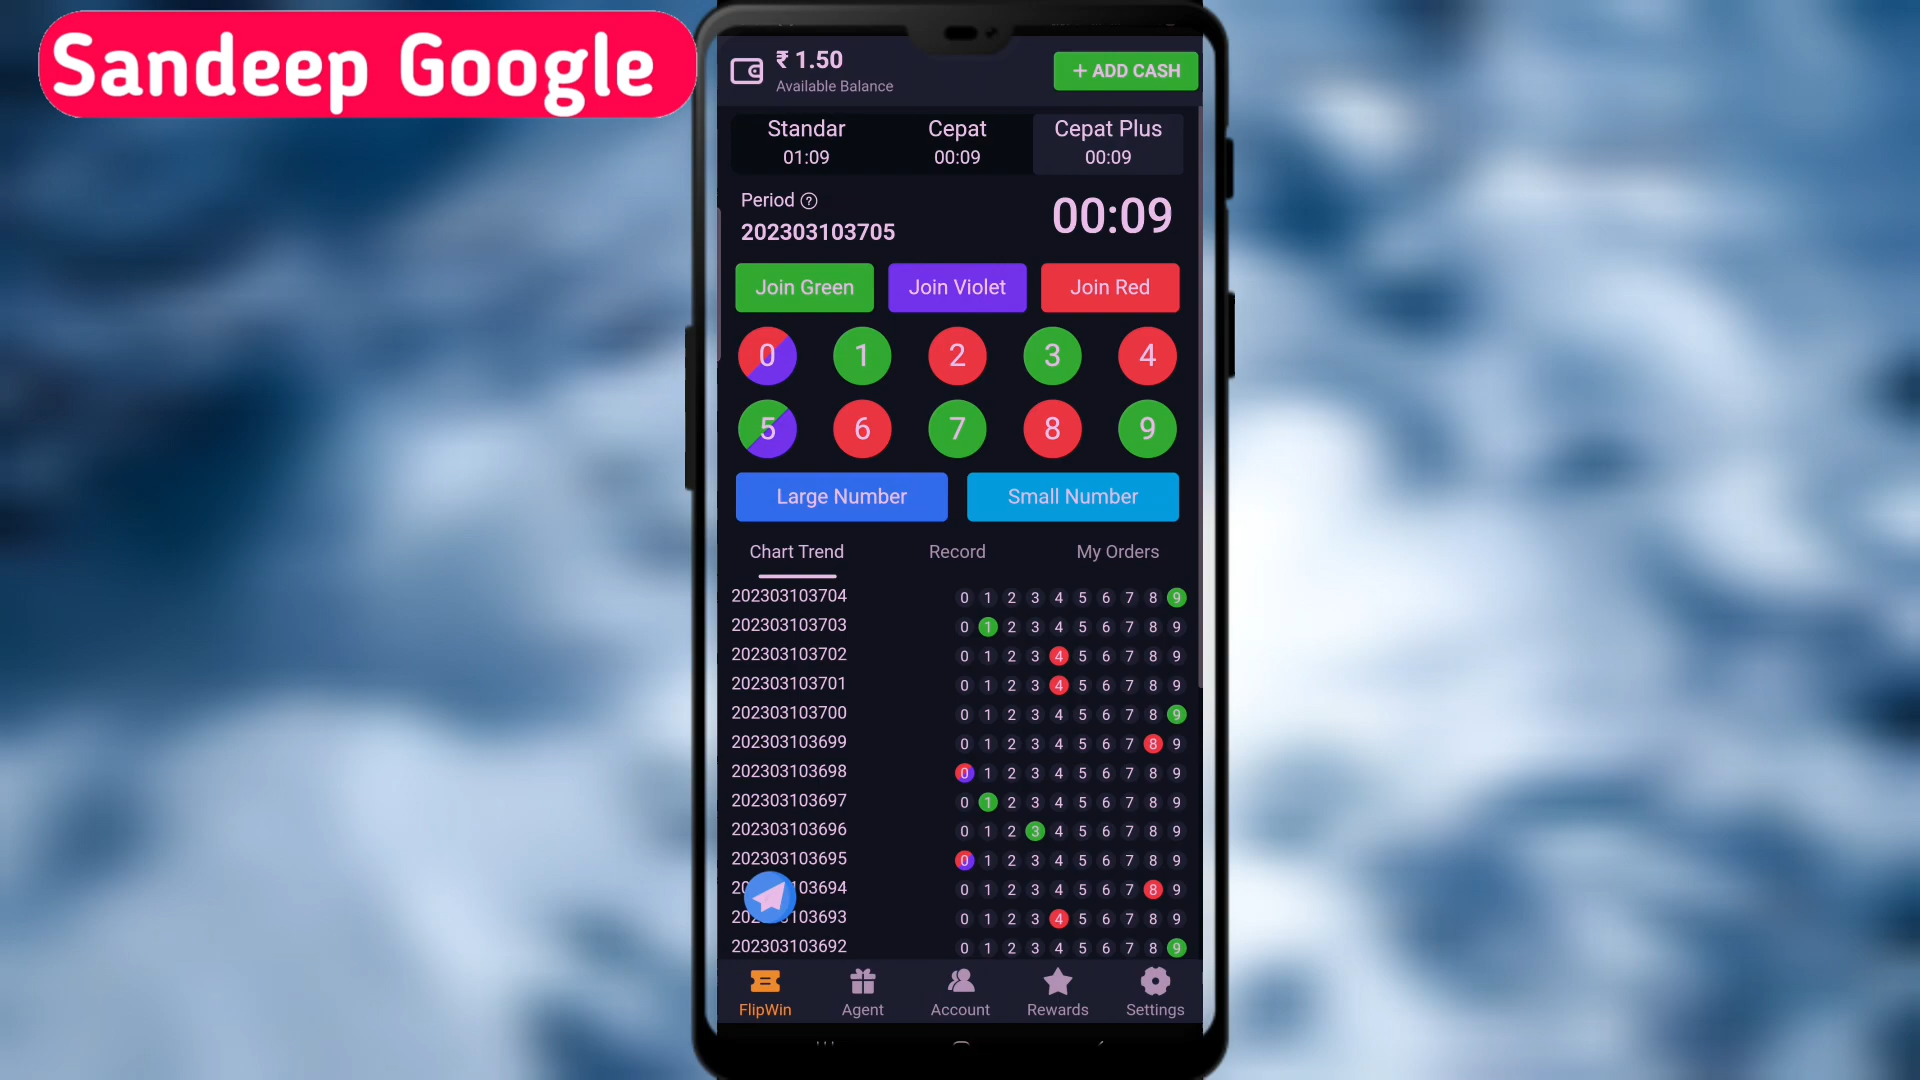 Sandeep Google
₹ 1.50
Available Balance
+ ADD CASH
Standar Cepat Cepat Plus
01:09 00:09 00:09
Period ?
202303103705
00:09
Join Green Join Violet Join Red
0 1 2 3 4
5 6 7 8 9
Large Number Small Number
Chart Trend Record My Orders
202303103704 0 1 2 3 4 5 6 7 8 9
202303103703 0 1 2 3 4 5 6 7 8 9
202303103702 0 1 2 3 4 5 6 7 8 9
202303103701 0 1 2 3 4 5 6 7 8 9
202303103700 0 1 2 3 4 5 6 7 8 9
202303103699 0 1 2 3 4 5 6 7 8 9
202303103698 0 1 2 3 4 5 6 7 8 9
202303103697 0 1 2 3 4 5 6 7 8 9
202303103696 0 1 2 3 4 5 6 7 8 9
202303103695 0 1 2 3 4 5 6 7 8 9
20 103694 0 1 2 3 4 5 6 7 8 9
202 103693 0 1 2 3 4 5 6 7 8 9
202303103692 0 1 2 3 4 5 6 7 8 9
FlipWin Agent Account Rewards Settings